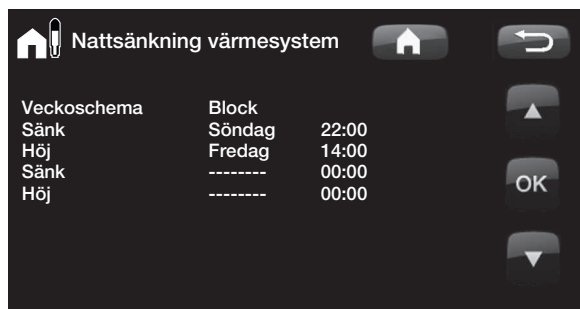 Nattsänkning värmesystem
Veckoschema Block
Sänk Söndag 22:00
Höj Fredag 14:00
Sänk -------- 00:00
Höj -------- 00:00
OK